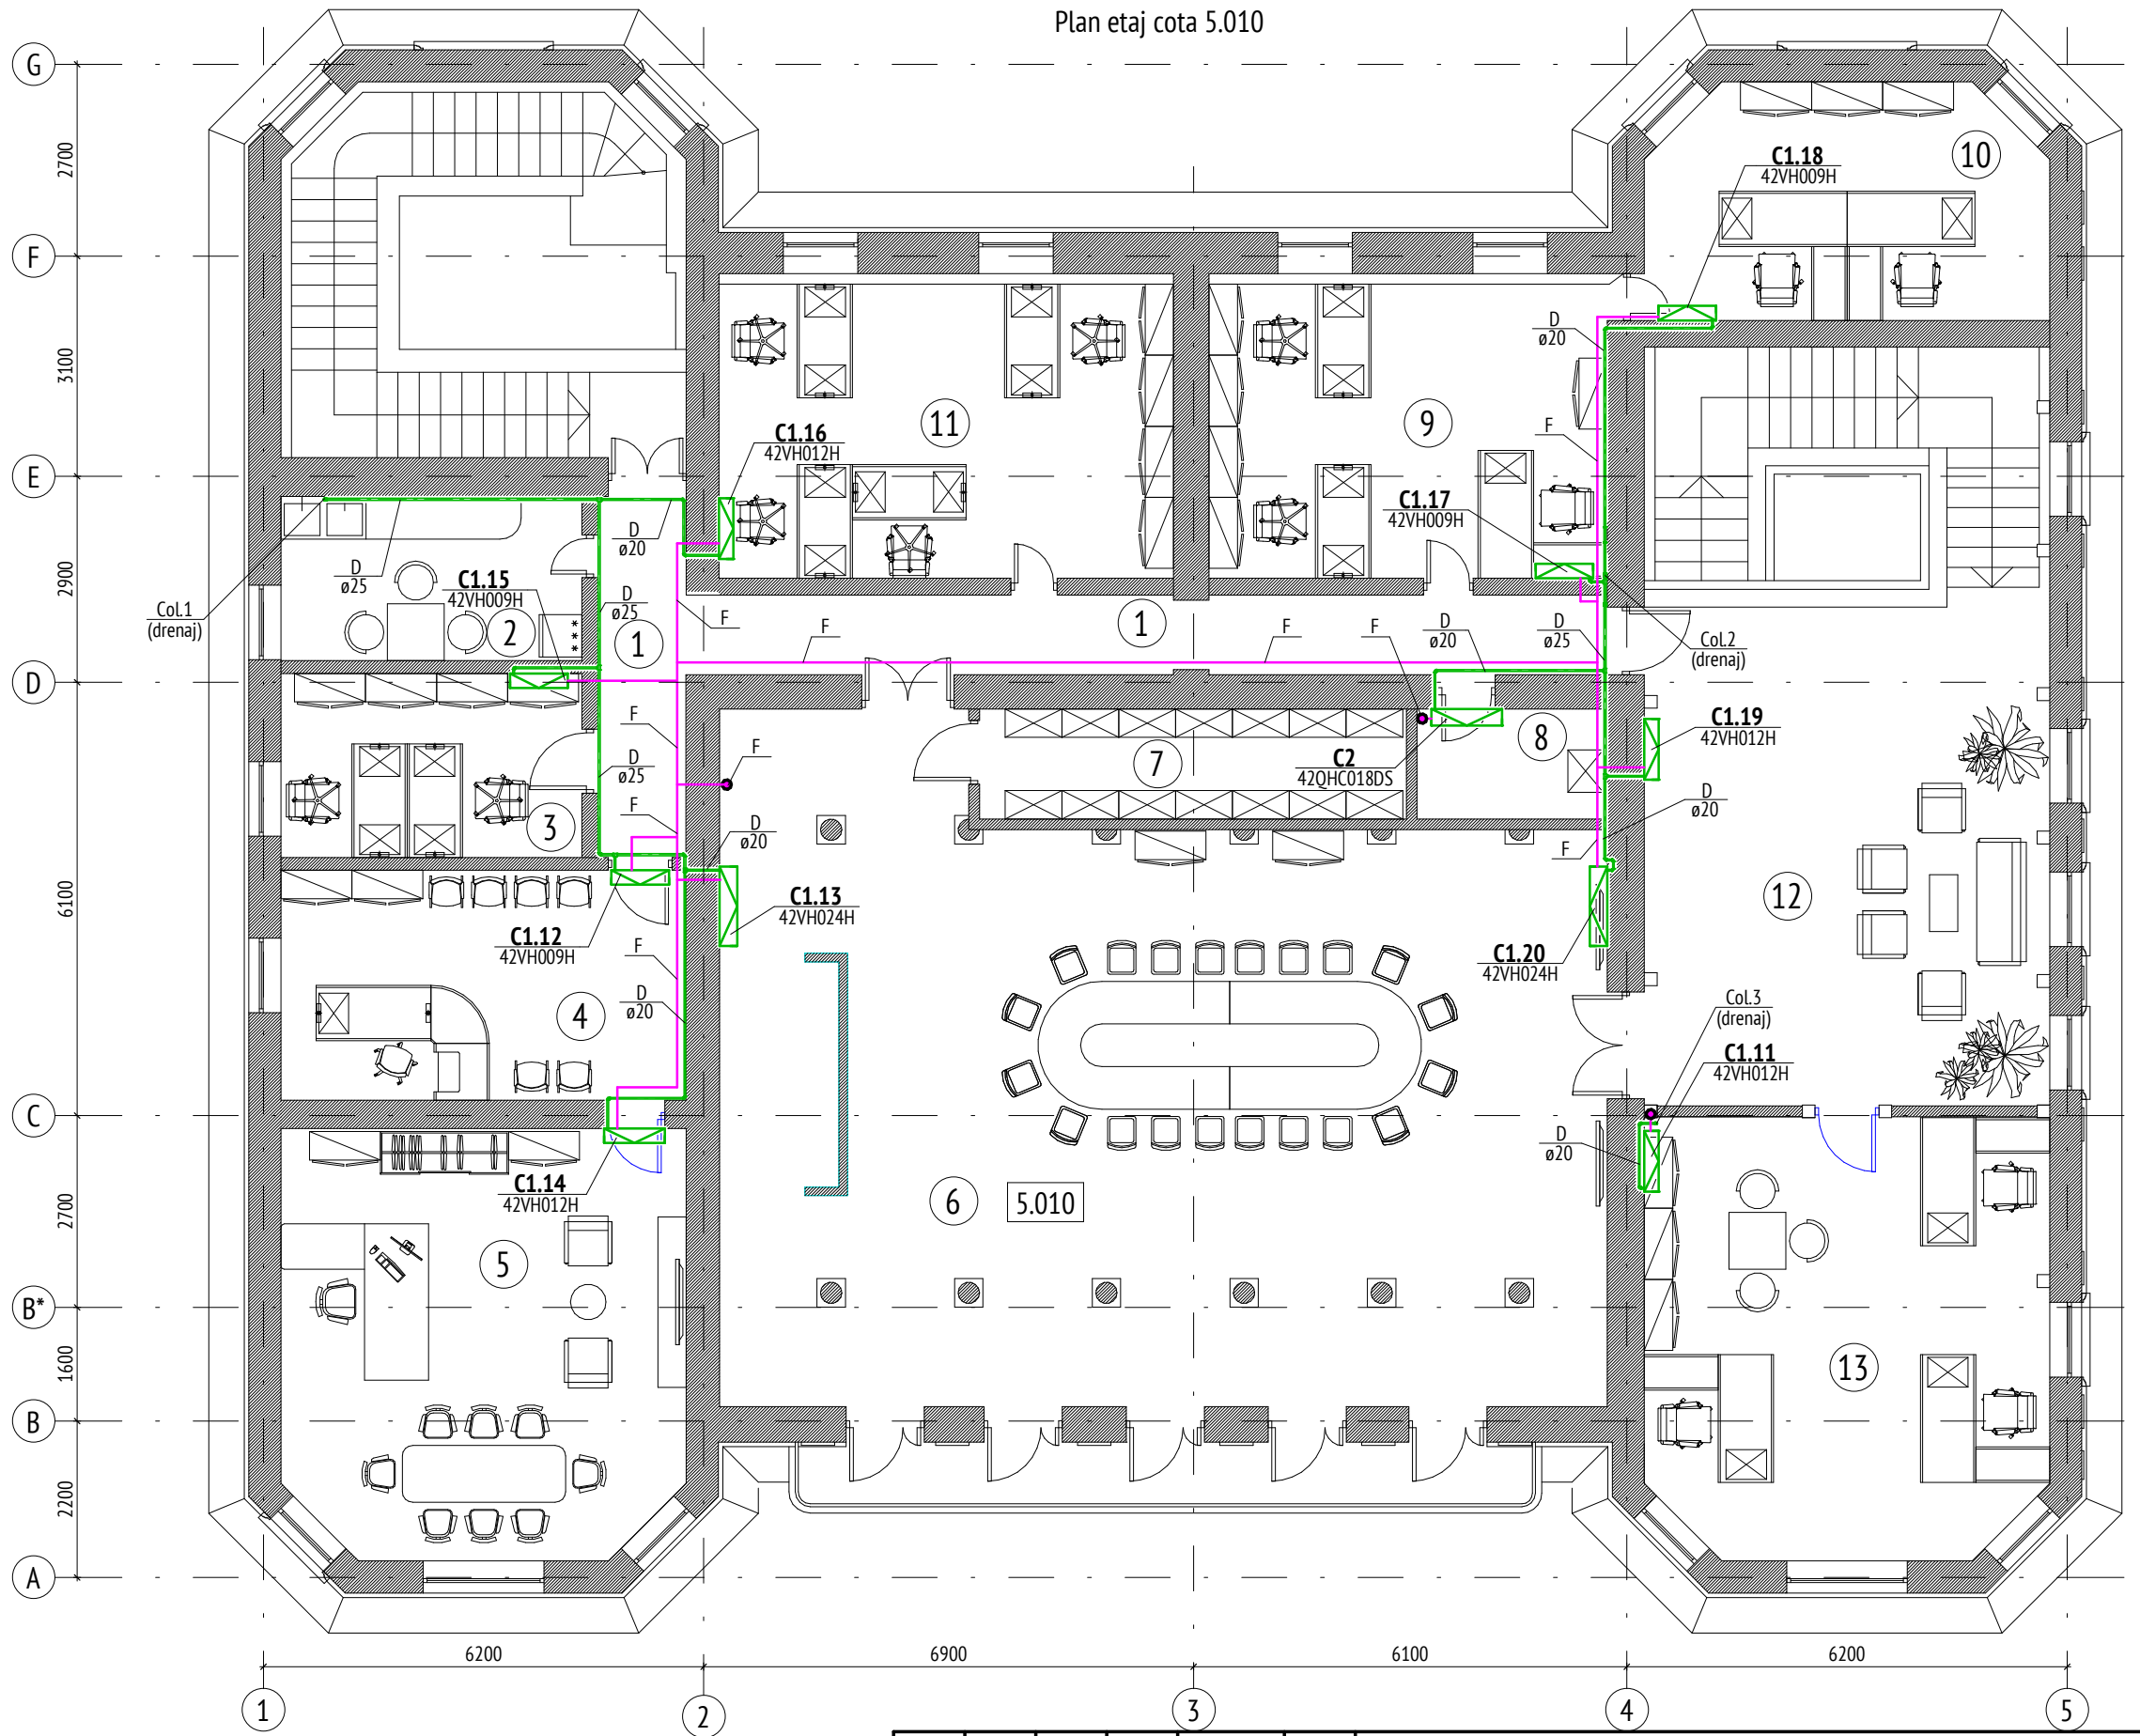 Plan etaj cota 5.010
G
F
E
D
C
B*
B
A
2700
3100
2900
6100
2700
1600
2200
C1.18
42VH009H
10
D
ø20
11
9
F
C1.16
42VH012H
C1.17
42VH009H
D
ø20
D
ø25
C1.15
42VH009H
Col.1
(drenaj)
2
D
ø25
1
F
1
F
F
F
D
ø20
D
ø25
Col.2
(drenaj)
F
F
D
ø25
F
7
8
C2
42QHC018DS
C1.19
42VH012H
3
D
ø20
F
D
ø20
C1.13
42VH024H
12
C1.12
42VH009H
F
D
ø20
C1.20
42VH024H
4
Col.3
(drenaj)
C1.11
42VH012H
D
ø20
C1.14
42VH012H
6
5.010
5
13
6200
6900
6100
6200
1
2
3
4
5